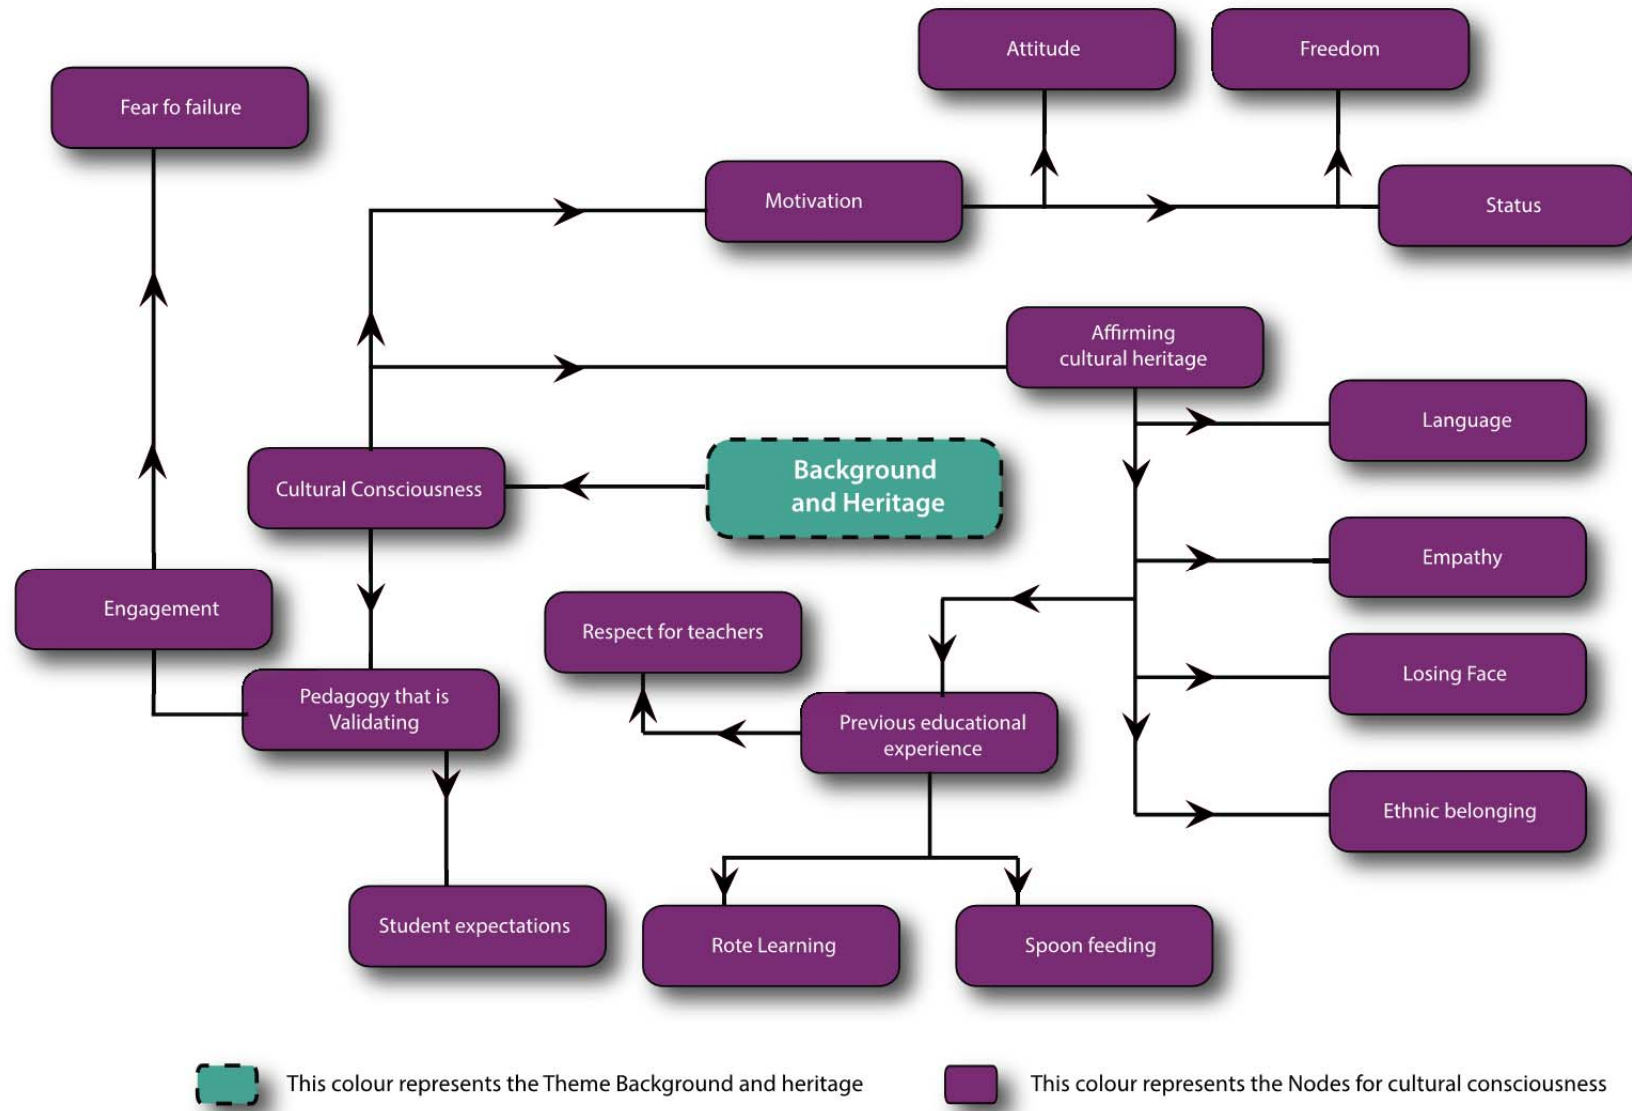 Attitude
Freedom
Fear fo failure
Motivation
Status
Affirming
cultural heritage
Language
Background
and Heritage
Cultural Consciousness
Empathy
Engagement
Respect for teachers
Losing Face
Pedagogy that is
Validating
Previous educational
experience
Ethnic belonging
Student expectations
Rote Learning
Spoon feeding
This colour represents the Theme Background and heritage
This colour represents the Nodes for cultural consciousness